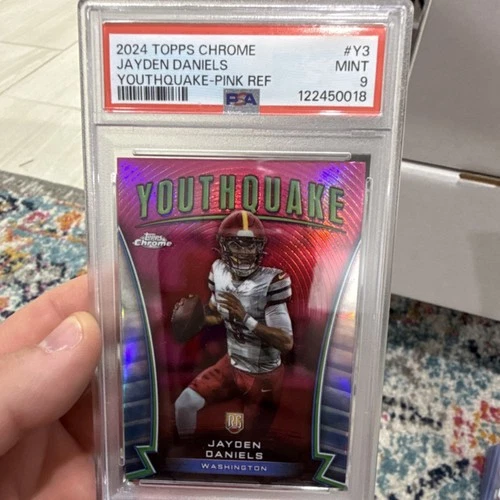 2024 TOPPS CHROME #Y3
JAYDEN DANIELS MINT
YOUTHQUAKE-PINK REF 9
PSA 122450018
YOUTHQUAKE
Topps
Chrome
RC
JAYDEN
DANIELS
WASHINGTON